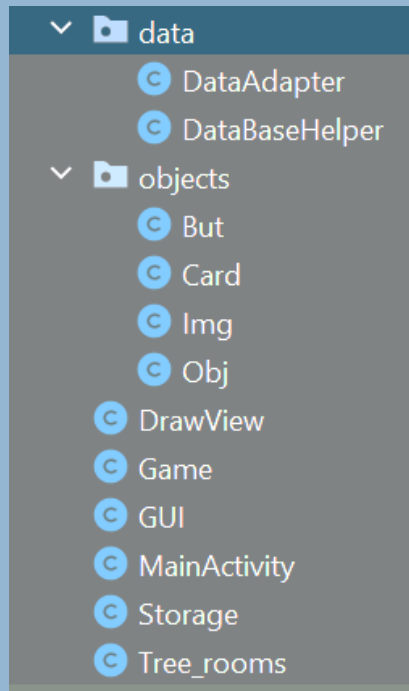 data
C DataAdapter
C DataBaseHelper
objects
C But
C Card
C Img
C Obj
C DrawView
C Game
C GUI
C MainActivity
C Storage
C Tree_rooms